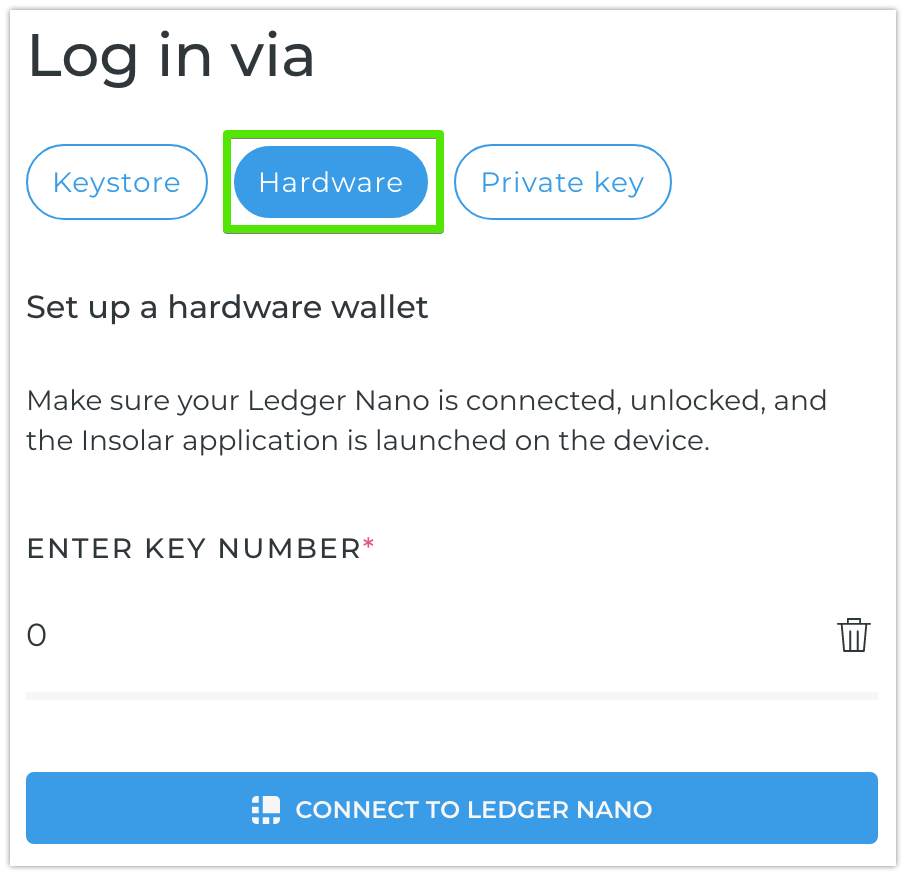 Log in via
Keystore
Hardware
Private key
Set up a hardware wallet
Make sure your Ledger Nano is connected, unlocked, and
the Insolar application is launched on the device.
ENTER KEY NUMBER*
0
CONNECT TO LEDGER NANO